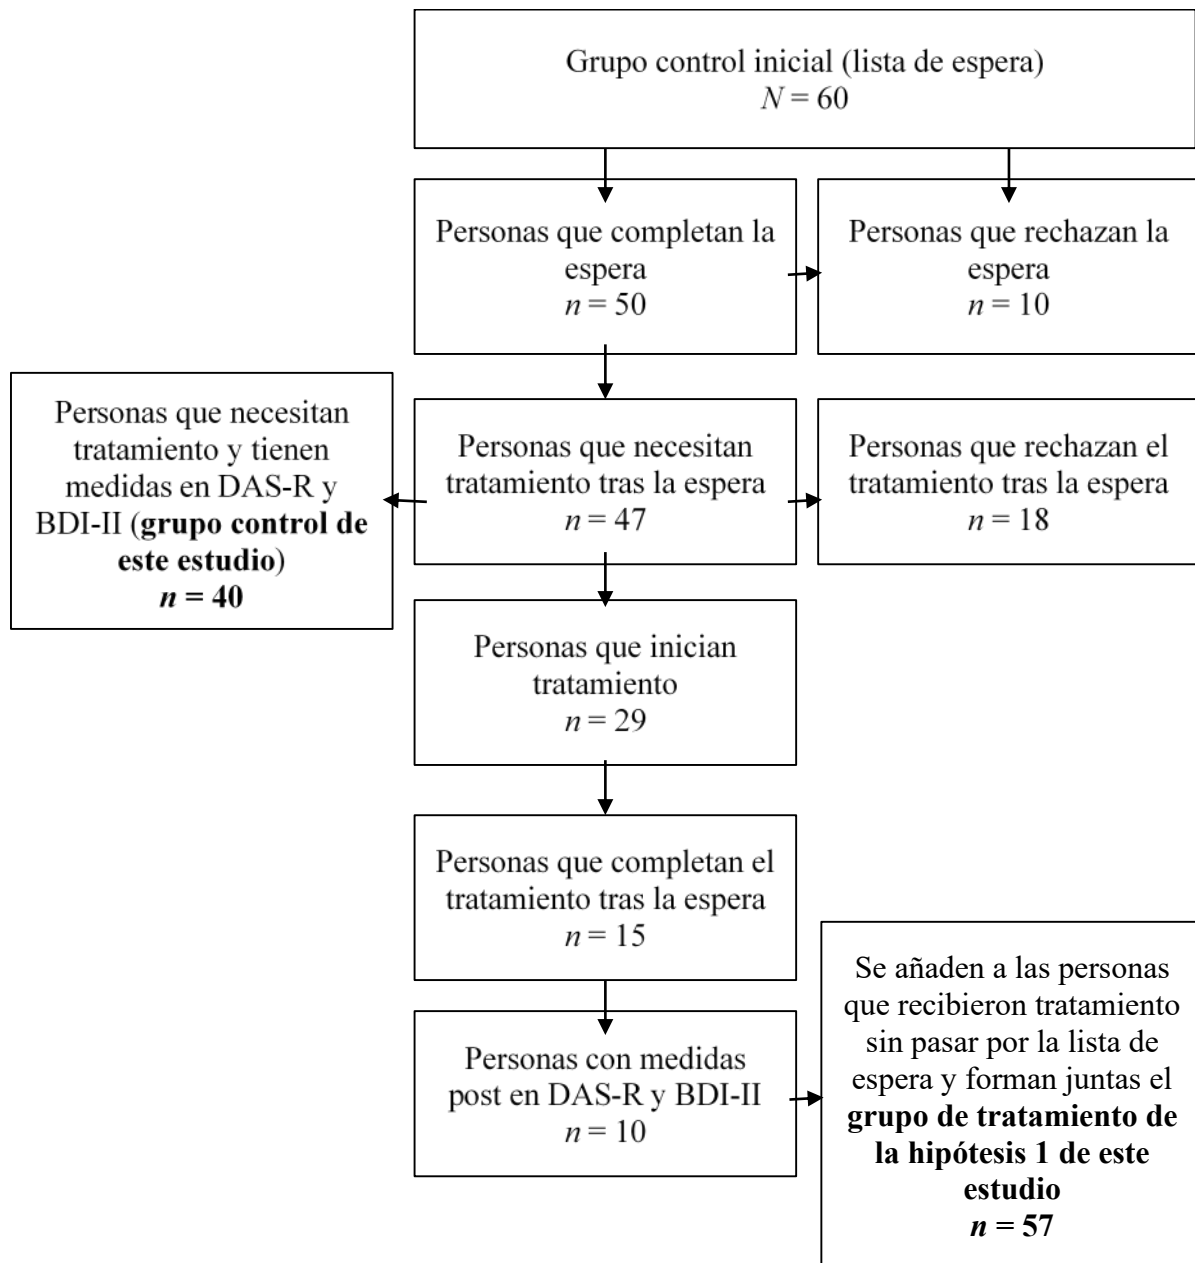 Grupo control inicial (lista de espera)
N = 60
Personas que completan la
espera
n = 50
Personas que rechazan la
espera
n = 10
Personas que necesitan
tratamiento y tienen
medidas en DAS-R y
BDI-II (grupo control de
este estudio)
n = 40
Personas que necesitan
tratamiento tras la espera
n = 47
Personas que rechazan el
tratamiento tras la espera
n = 18
Personas que inician
tratamiento
n = 29
Personas que completan el
tratamiento tras la espera
n = 15
Personas con medidas
post en DAS-R y BDI-II
n = 10
Se añaden a las personas
que recibieron tratamiento
sin pasar por la lista de
espera y forman juntas el
grupo de tratamiento de
la hipótesis 1 de este
estudio
n = 57